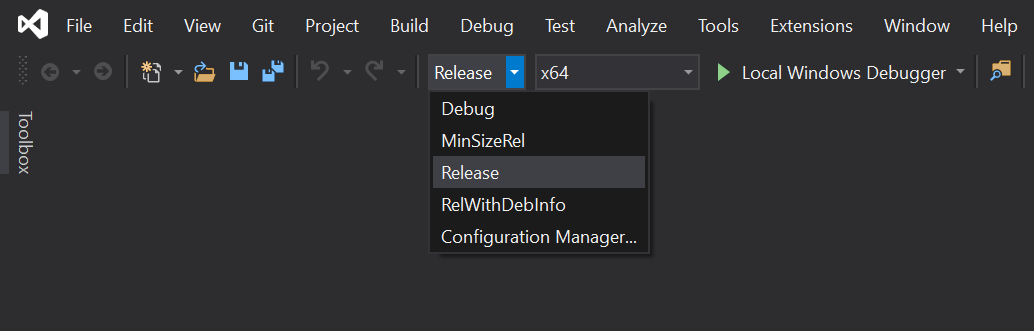 File Edit View Git Project Build Debug Test Analyze Tools Extensions Window Help
Release x64 Local Windows Debugger
Toolbox
Debug
MinSizeRel
Release
RelWithDebInfo
Configuration Manager...